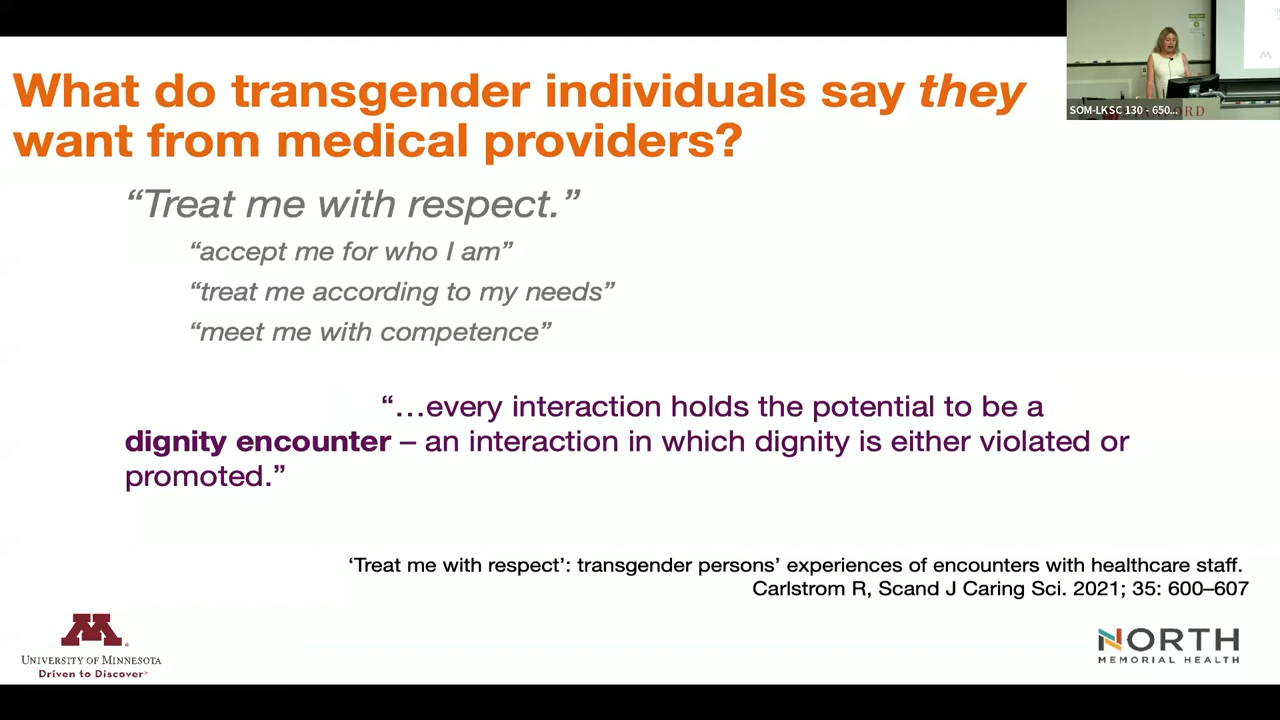 What do transgender individuals say they
want from medical providers?
“Treat me with respect.”
“accept me for who I am”
“treat me according to my needs”
“meet me with competence”
“…every interaction holds the potential to be a
dignity encounter – an interaction in which dignity is either violated or
promoted.”
‘Treat me with respect’: transgender persons’ experiences of encounters with healthcare staff.
Carlstrom R, Scand J Caring Sci. 2021; 35: 600–607
UNIVERSITY OF MINNESOTA
Driven to Discover
NORTH
MEMORIAL HEALTH
SOM-LKSC 130 - 650...